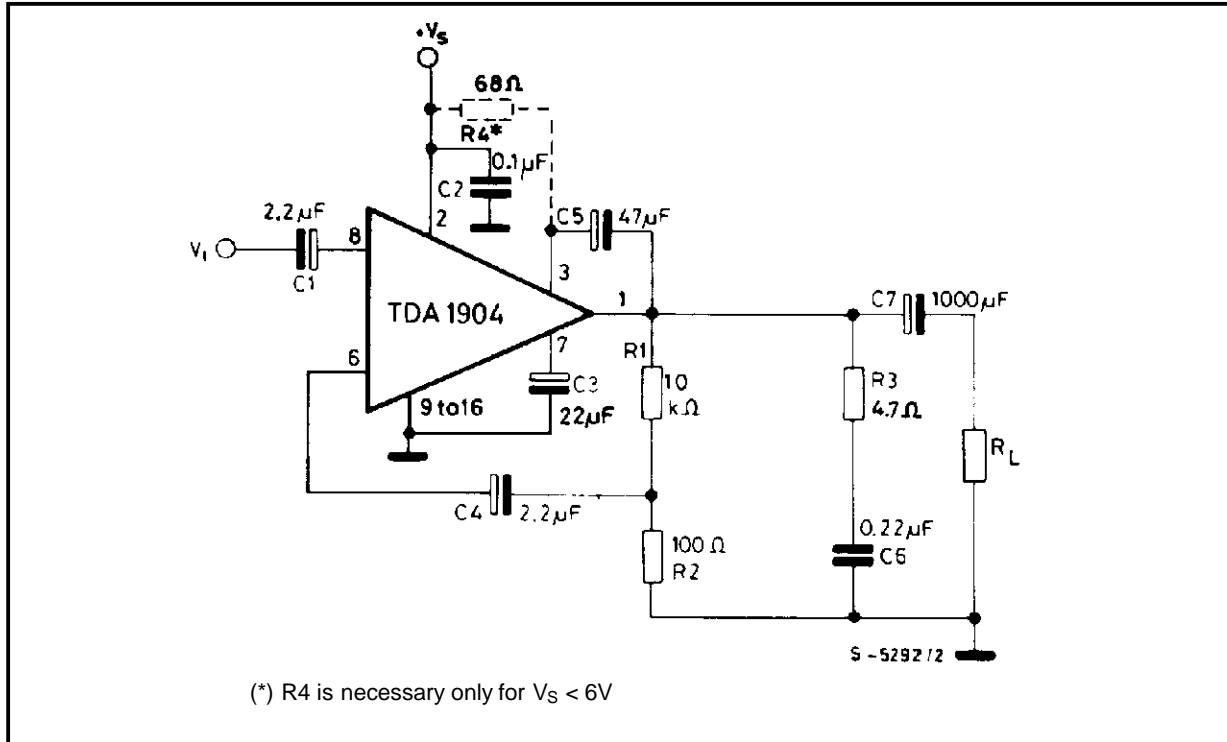 +Vs
68Ω
R4*
0.1µF
C2
2
C5
47µF
2.2µF
8
VI
C1
3
TDA 1904
1
C7
1000µF
7
R1
6
10
kΩ
C3
R3
4.7Ω
9 to16
22µF
RL
C4
2.2µF
0.22µF
100Ω
R2
C6
S-5292/2
(*) R4 is necessary only for VS < 6V